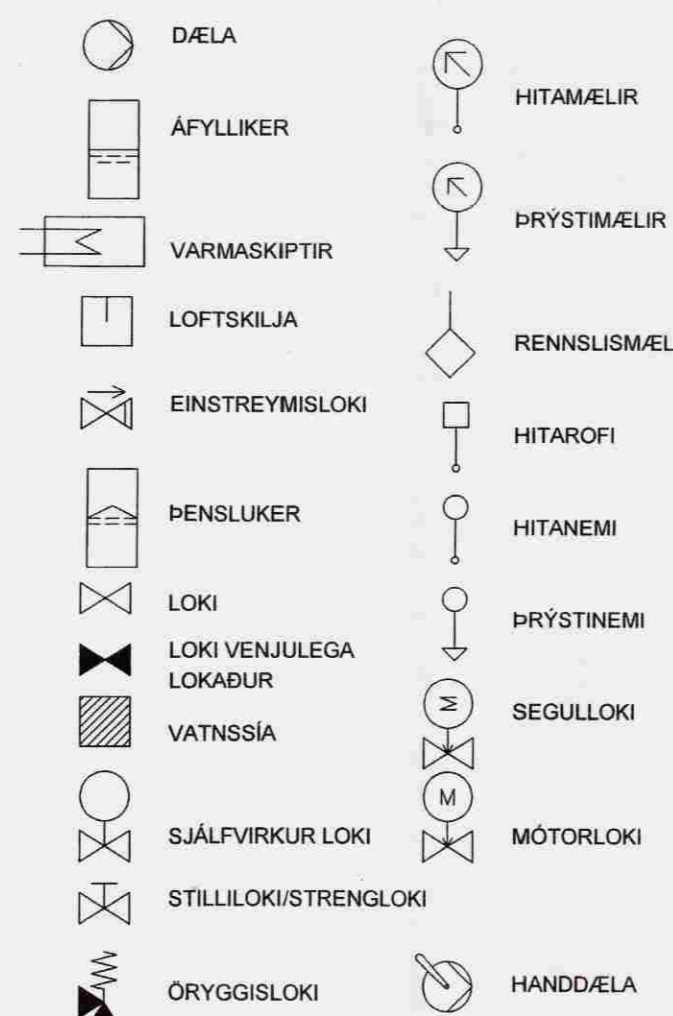 DÆLA
ÁFYLLIKER
VARMASKIPTIR
LOFTSKILJA
EINSTREYMISLOKI
ÞENSLUKER
LOKI
LOKI VENJULEGA
LOKAÐUR
VATNSSÍA
SJÁLFVIRKUR LOKI
STILLILOKI/STRENGLOKI
ÖRYGGISLOKI
HITAMÆLIR
ÞRÝSTIMÆLIR
RENNSLISMÆL
HITAROFI
HITANEMI
ÞRÝSTINEMI
M
SEGULLOKI
M
MÓTORLOKI
HANDDÆLA